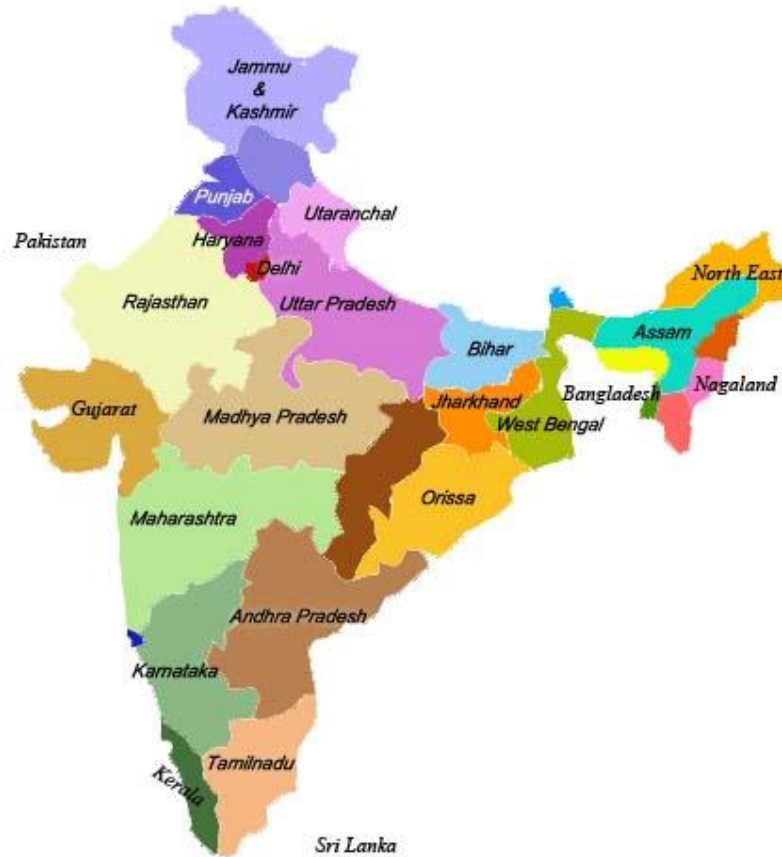 Jammu
&
Kashmir
Punjab
Utaranchal
Pakistan
Haryana
Delhi
North East
Rajasthan
Uttar Pradesh
Assam
Bihar
Nagaland
Bangladesh
Gujarat
Madhya Pradesh
Jharkhand
West Bengal
Orissa
Maharashtra
Andhra Pradesh
Karnataka
Tamilnadu
Kerala
Sri Lanka